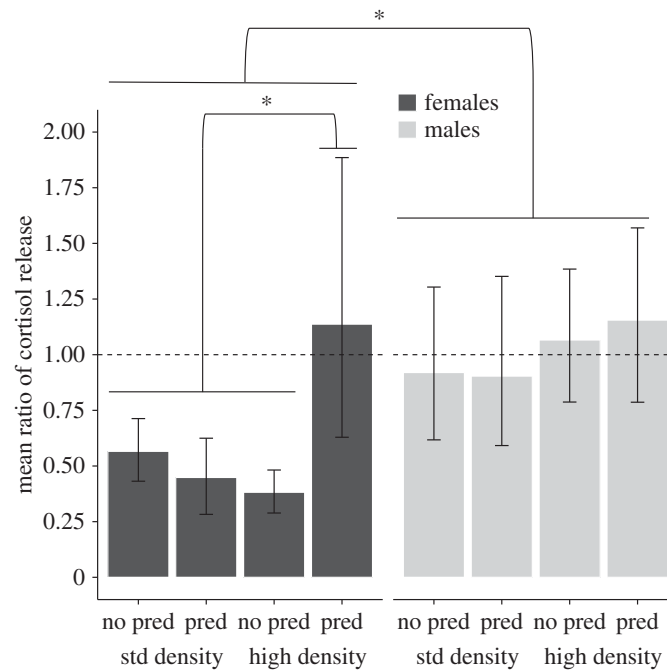 *
*
females
males
2.00
1.75
1.50
1.25
1.00
0.75
0.50
0.25
0
mean ratio of cortisol release
no pred pred no pred pred no pred pred no pred pred
std density high density std density high density